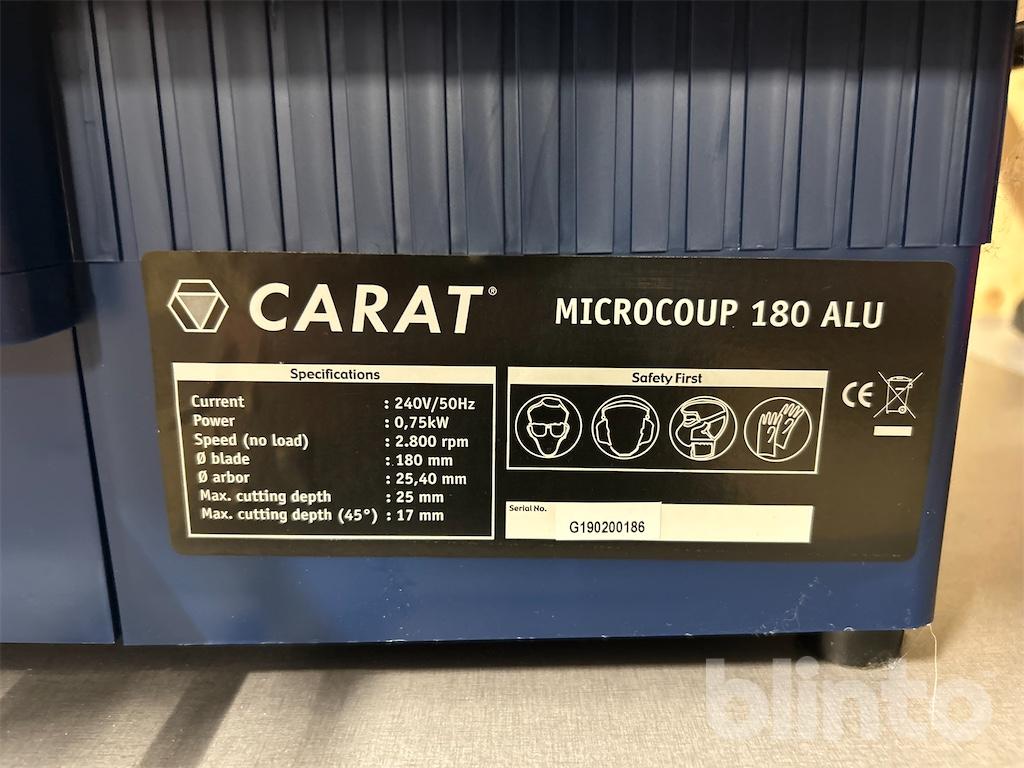 CARAT®
MICROCOUP 180 ALU
Specifications
Current : 240V/50Hz
Power : 0,75kW
Speed (no load) : 2.800 rpm
Ø blade : 180 mm
Ø arbor : 25,40 mm
Max. cutting depth : 25 mm
Max. cutting depth (45°) : 17 mm
Safety First
CE
Serial No.
G190200186
blinto